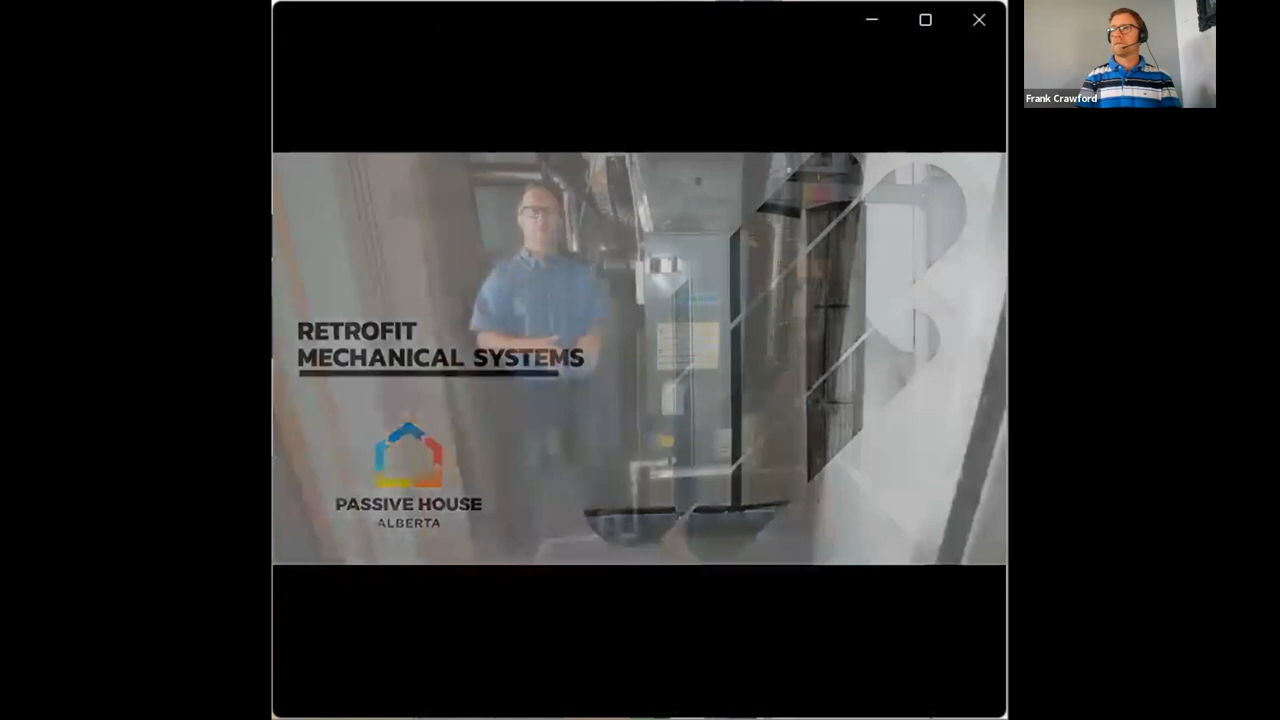 Frank Crawford
RETROFIT
MECHANICAL SYSTEMS
PASSIVE HOUSE
ALBERTA